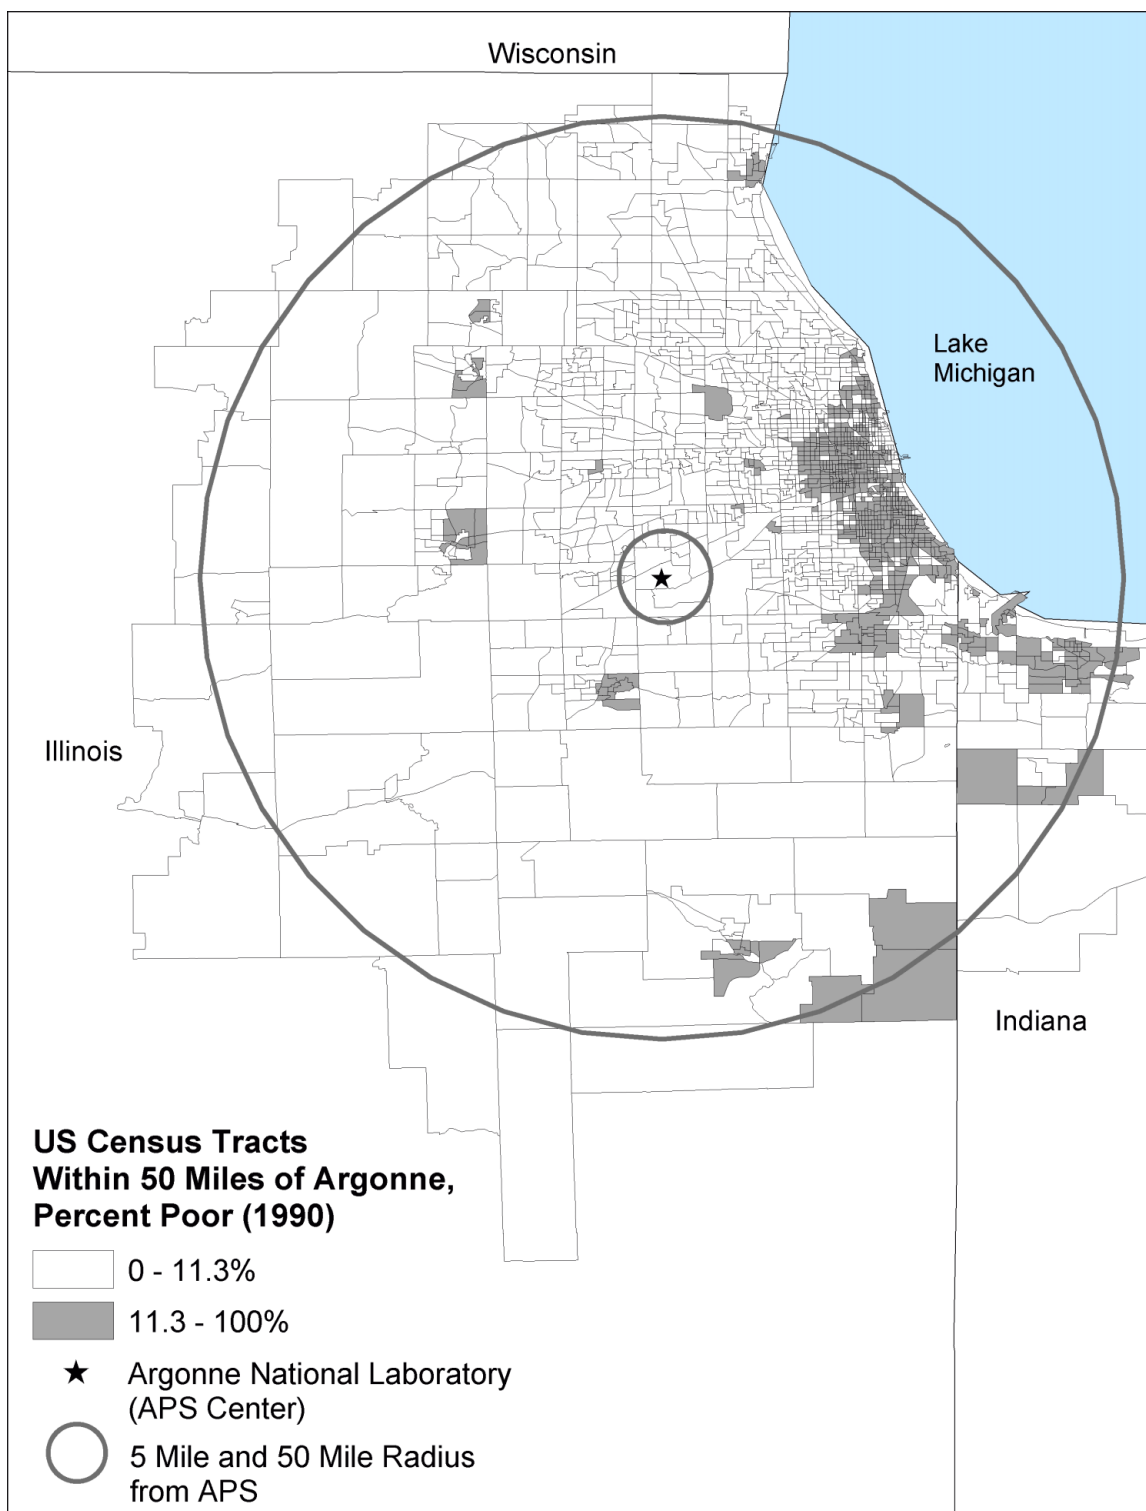 Wisconsin
Lake
Michigan
Illinois
Indiana
US Census Tracts
Within 50 Miles of Argonne,
Percent Poor (1990)
0 - 11.3%
11.3 - 100%
Argonne National Laboratory
(APS Center)
5 Mile and 50 Mile Radius
from APS